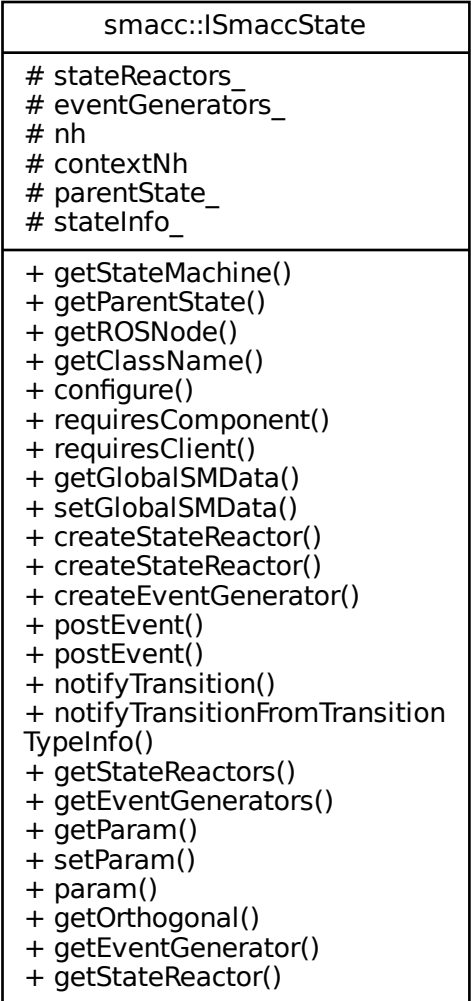 smacc::ISmaccState
# stateReactors_
# eventGenerators_
# nh
# contextNh
# parentState_
# stateInfo_
+ getStateMachine()
+ getParentState()
+ getROSNode()
+ getClassName()
+ configure()
+ requiresComponent()
+ requiresClient()
+ getGlobalSMData()
+ setGlobalSMData()
+ createStateReactor()
+ createStateReactor()
+ createEventGenerator()
+ postEvent()
+ postEvent()
+ notifyTransition()
+ notifyTransitionFromTransition
TypeInfo()
+ getStateReactors()
+ getEventGenerators()
+ getParam()
+ setParam()
+ param()
+ getOrthogonal()
+ getEventGenerator()
+ getStateReactor()